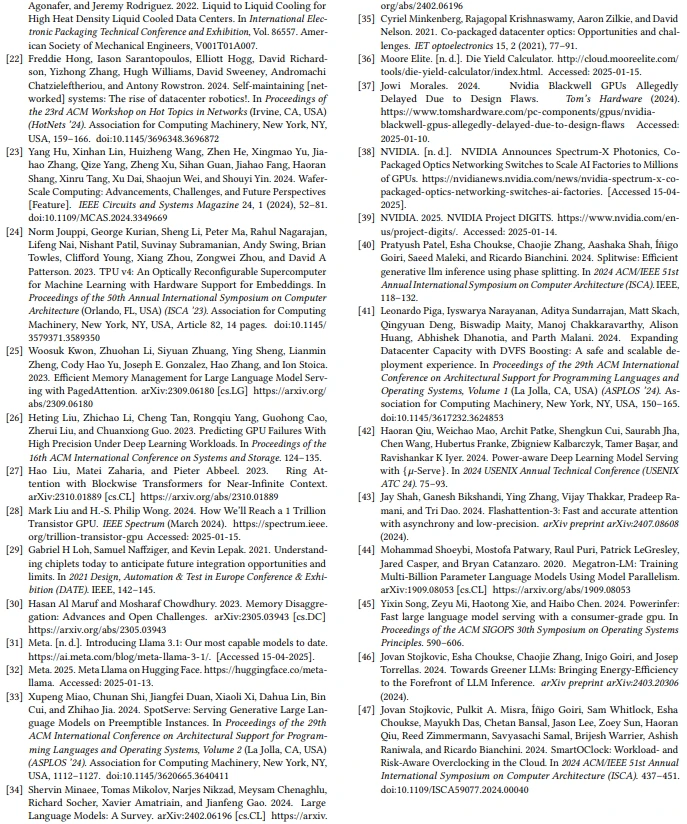 Agonafer, and Jeremy Rodriguez. 2022. Liquid to Liquid Cooling for
High Heat Density Liquid Cooled Data Centers. In International Elec-
tronic Packaging Technical Conference and Exhibition, Vol. 86557. Amer-
ican Society of Mechanical Engineers, V001T01A007.
[22] Freddie Hong, Iason Sarantopoulos, Elliott Hogg, David Richard-
son, Yizhong Zhang, Hugh Williams, David Sweeney, Andromachi
Chatzieleftheriou, and Antony Rowstron. 2024. Self-maintaining [net-
worked] systems: The rise of datacenter robotics!. In Proceedings of
the 23rd ACM Workshop on Hot Topics in Networks (Irvine, CA, USA)
(HotNets '24). Association for Computing Machinery, New York, NY,
USA, 159–166. doi:10.1145/3696348.3696872
[23] Yang Hu, Xinhan Lin, Huizheng Wang, Zhen He, Xingmao Yu, Jia-
hao Zhang, Qize Yang, Zheng Xu, Sihan Guan, Jiahao Fang, Haoran
Shang, Xinru Tang, Xu Dai, Shaojun Wei, and Shouyi Yin. 2024. Wafer-
Scale Computing: Advancements, Challenges, and Future Perspectives
[Feature]. IEEE Circuits and Systems Magazine 24, 1 (2024), 52–81.
doi:10.1109/MCAS.2024.3349669
[24] Norm Jouppi, George Kurian, Sheng Li, Peter Ma, Rahul Nagarajan,
Lifeng Nai, Nishant Patil, Suvinay Subramanian, Andy Swing, Brian
Towles, Clifford Young, Xiang Zhou, Zongwei Zhou, and David A
Patterson. 2023. TPU v4: An Optically Reconfigurable Supercomputer
for Machine Learning with Hardware Support for Embeddings. In
Proceedings of the 50th Annual International Symposium on Computer
Architecture (Orlando, FL, USA) (ISCA '23). Association for Computing
Machinery, New York, NY, USA, Article 82, 14 pages. doi:10.1145/
3579371.3589350
[25] Woosuk Kwon, Zhuohan Li, Siyuan Zhuang, Ying Sheng, Lianmin
Zheng, Cody Hao Yu, Joseph E. Gonzalez, Hao Zhang, and Ion Stoica.
2023. Efficient Memory Management for Large Language Model Serv-
ing with PagedAttention. arXiv:2309.06180 [cs.LG] https://arxiv.org/
abs/2309.06180
[26] Heting Liu, Zhichao Li, Cheng Tan, Rongqiu Yang, Guohong Cao,
Zherui Liu, and Chuanxiong Guo. 2023. Predicting GPU Failures With
High Precision Under Deep Learning Workloads. In Proceedings of the
16th ACM International Conference on Systems and Storage. 124–135.
[27] Hao Liu, Matei Zaharia, and Pieter Abbeel. 2023. Ring At-
tention with Blockwise Transformers for Near-Infinite Context.
arXiv:2310.01889 [cs.CL] https://arxiv.org/abs/2310.01889
[28] Mark Liu and H.-S. Philip Wong. 2024. How We'll Reach a 1 Trillion
Transistor GPU. IEEE Spectrum (March 2024). https://spectrum.ieee.
org/trillion-transistor-gpu Accessed: 2025-01-15.
[29] Gabriel H Loh, Samuel Naffziger, and Kevin Lepak. 2021. Understand-
ing chiplets today to anticipate future integration opportunities and
limits. In 2021 Design, Automation & Test in Europe Conference & Exhi-
bition (DATE). IEEE, 142–145.
[30] Hasan Al Maruf and Mosharaf Chowdhury. 2023. Memory Disaggre-
gation: Advances and Open Challenges. arXiv:2305.03943 [cs.DC]
https://arxiv.org/abs/2305.03943
[31] Meta. [n. d.]. Introducing Llama 3.1: Our most capable models to date.
https://ai.meta.com/blog/meta-llama-3-1/. [Accessed 15-04-2025].
[32] Meta. 2025. Meta Llama on Hugging Face. https://huggingface.co/meta-
llama. Accessed: 2025-01-13.
[33] Xupeng Miao, Chunan Shi, Jiangfei Duan, Xiaoli Xi, Dahua Lin, Bin
Cui, and Zhihao Jia. 2024. SpotServe: Serving Generative Large Lan-
guage Models on Preemptible Instances. In Proceedings of the 29th
ACM International Conference on Architectural Support for Program-
ming Languages and Operating Systems, Volume 2 (La Jolla, CA, USA)
(ASPLOS '24). Association for Computing Machinery, New York, NY,
USA, 1112–1127. doi:10.1145/3620665.3640411
[34] Shervin Minaee, Tomas Mikolov, Narjes Nikzad, Meysam Chenaghlu,
Richard Socher, Xavier Amatriain, and Jianfeng Gao. 2024. Large
Language Models: A Survey. arXiv:2402.06196 [cs.CL] https://arxiv.
org/abs/2402.06196
[35] Cyriel Minkenberg, Rajagopal Krishnaswamy, Aaron Zilkie, and David
Nelson. 2021. Co-packaged datacenter optics: Opportunities and chal-
lenges. IET optoelectronics 15, 2 (2021), 77–91.
[36] Moore Elite. [n. d.]. Die Yield Calculator. http://cloud.mooreelite.com/
tools/die-yield-calculator/index.html. Accessed: 2025-01-15.
[37] Jowi Morales. 2024. Nvidia Blackwell GPUs Allegedly
Delayed Due to Design Flaws. Tom's Hardware (2024).
https://www.tomshardware.com/pc-components/gpus/nvidia-
blackwell-gpus-allegedly-delayed-due-to-design-flaws Accessed:
2025-01-10.
[38] NVIDIA. [n. d.]. NVIDIA Announces Spectrum-X Photonics, Co-
Packaged Optics Networking Switches to Scale AI Factories to Millions
of GPUs. https://nvidianews.nvidia.com/news/nvidia-spectrum-x-co-
packaged-optics-networking-switches-ai-factories. [Accessed 15-04-
2025].
[39] NVIDIA. 2025. NVIDIA Project DIGITS. https://www.nvidia.com/en-
us/project-digits/. Accessed: 2025-01-14.
[40] Pratyush Patel, Esha Choukse, Chaojie Zhang, Aashaka Shah, Íñigo
Goiri, Saeed Maleki, and Ricardo Bianchini. 2024. Splitwise: Efficient
generative llm inference using phase splitting. In 2024 ACM/IEEE 51st
Annual International Symposium on Computer Architecture (ISCA). IEEE,
118–132.
[41] Leonardo Piga, Iyswarya Narayanan, Aditya Sundarrajan, Matt Skach,
Qingyuan Deng, Biswadip Maity, Manoj Chakkaravarthy, Alison
Huang, Abhishek Dhanotia, and Parth Malani. 2024. Expanding
Datacenter Capacity with DVFS Boosting: A safe and scalable de-
ployment experience. In Proceedings of the 29th ACM International
Conference on Architectural Support for Programming Languages and
Operating Systems, Volume 1 (La Jolla, CA, USA) (ASPLOS '24). As-
sociation for Computing Machinery, New York, NY, USA, 150–165.
doi:10.1145/3617232.3624853
[42] Haoran Qiu, Weichao Mao, Archit Patke, Shengkun Cui, Saurabh Jha,
Chen Wang, Hubertus Franke, Zbigniew Kalbarczyk, Tamer Başar, and
Ravishankar K Iyer. 2024. Power-aware Deep Learning Model Serving
with {μ-Serve}. In 2024 USENIX Annual Technical Conference (USENIX
ATC 24). 75–93.
[43] Jay Shah, Ganesh Bikshandi, Ying Zhang, Vijay Thakkar, Pradeep Ra-
mani, and Tri Dao. 2024. Flashattention-3: Fast and accurate attention
with asynchrony and low-precision. arXiv preprint arXiv:2407.08608
(2024).
[44] Mohammad Shoeybi, Mostofa Patwary, Raul Puri, Patrick LeGresley,
Jared Casper, and Bryan Catanzaro. 2020. Megatron-LM: Training
Multi-Billion Parameter Language Models Using Model Parallelism.
arXiv:1909.08053 [cs.CL] https://arxiv.org/abs/1909.08053
[45] Yixin Song, Zeyu Mi, Haotong Xie, and Haibo Chen. 2024. Powerinfer:
Fast large language model serving with a consumer-grade gpu. In
Proceedings of the ACM SIGOPS 30th Symposium on Operating Systems
Principles. 590–606.
[46] Jovan Stojkovic, Esha Choukse, Chaojie Zhang, Inigo Goiri, and Josep
Torrellas. 2024. Towards Greener LLMs: Bringing Energy-Efficiency
to the Forefront of LLM Inference. arXiv preprint arXiv:2403.20306
(2024).
[47] Jovan Stojkovic, Pulkit A. Misra, Íñigo Goiri, Sam Whitlock, Esha
Choukse, Mayukh Das, Chetan Bansal, Jason Lee, Zoey Sun, Haoran
Qiu, Reed Zimmermann, Savyasachi Samal, Brijesh Warrier, Ashish
Raniwala, and Ricardo Bianchini. 2024. SmartOClock: Workload- and
Risk-Aware Overclocking in the Cloud. In 2024 ACM/IEEE 51st Annual
International Symposium on Computer Architecture (ISCA). 437–451.
doi:10.1109/ISCA59077.2024.00040